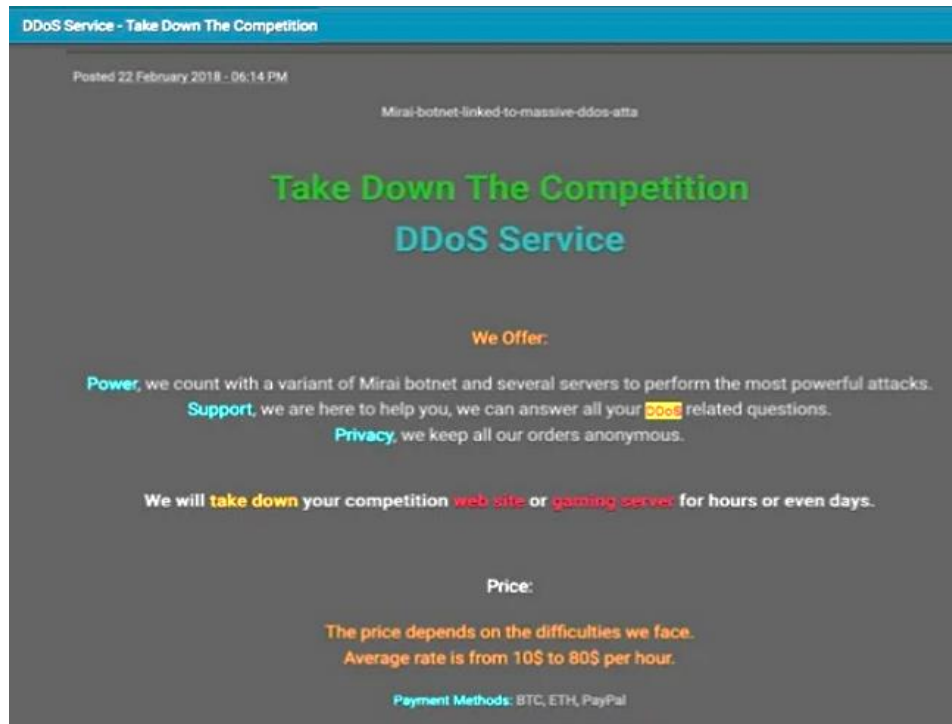 DDoS Service - Take Down The Competition
Posted 22 February 2018 - 06:14 PM
Mirai-botnet-linked-to-massive-ddos-atta
Take Down The Competition
DDoS Service
We Offer:
Power, we count with a variant of Mirai botnet and several servers to perform the most powerful attacks.
Support, we are here to help you, we can answer all your DDoS related questions.
Privacy, we keep all our orders anonymous.
We will take down your competition web site or gaming server for hours or even days.
Price:
The price depends on the difficulties we face.
Average rate is from 10$ to 80$ per hour.
Payment Methods: BTC, ETH, PayPal